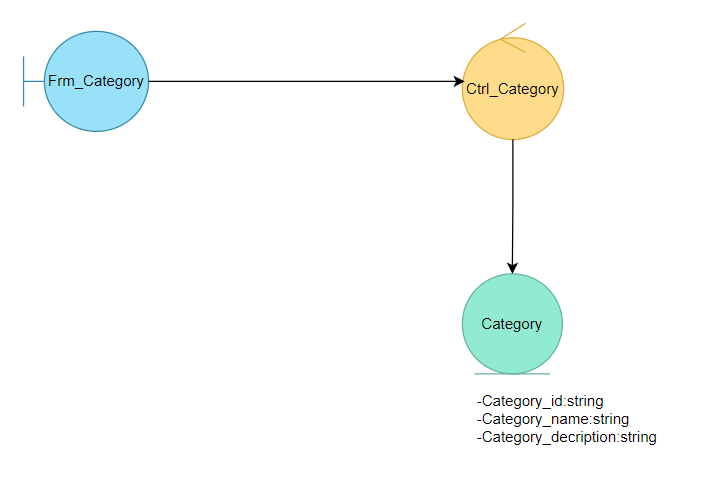 Frm_Category
Ctrl_Category
Category
-Category_id:string
-Category_name:string
-Category_decription:string